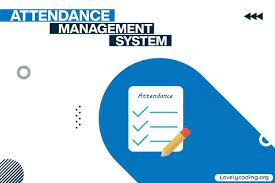 ATTENDANCE
MANAGEMENT
SYSTEM
Attendance
Lovelycoding.org